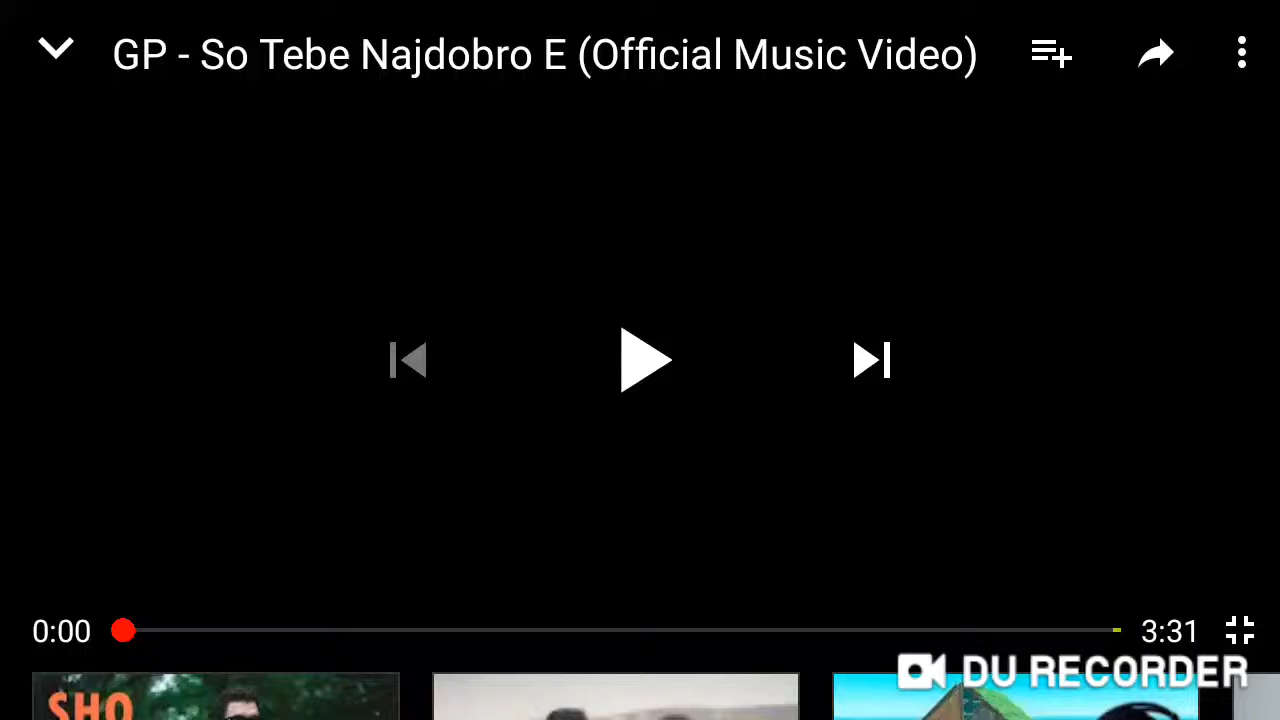 GP - So Tebe Najdobro E (Official Music Video)
0:00
3:31
DU RECORDER
SHO